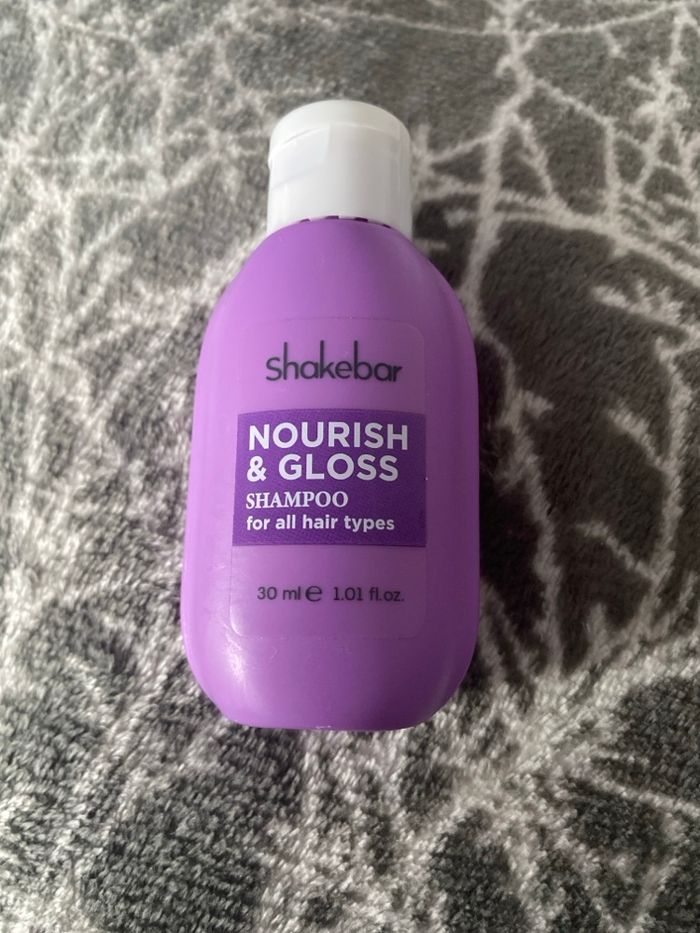 shakebar
NOURISH
& GLOSS
SHAMPOO
for all hair types
30 ml ℮ 1.01 fl.oz.